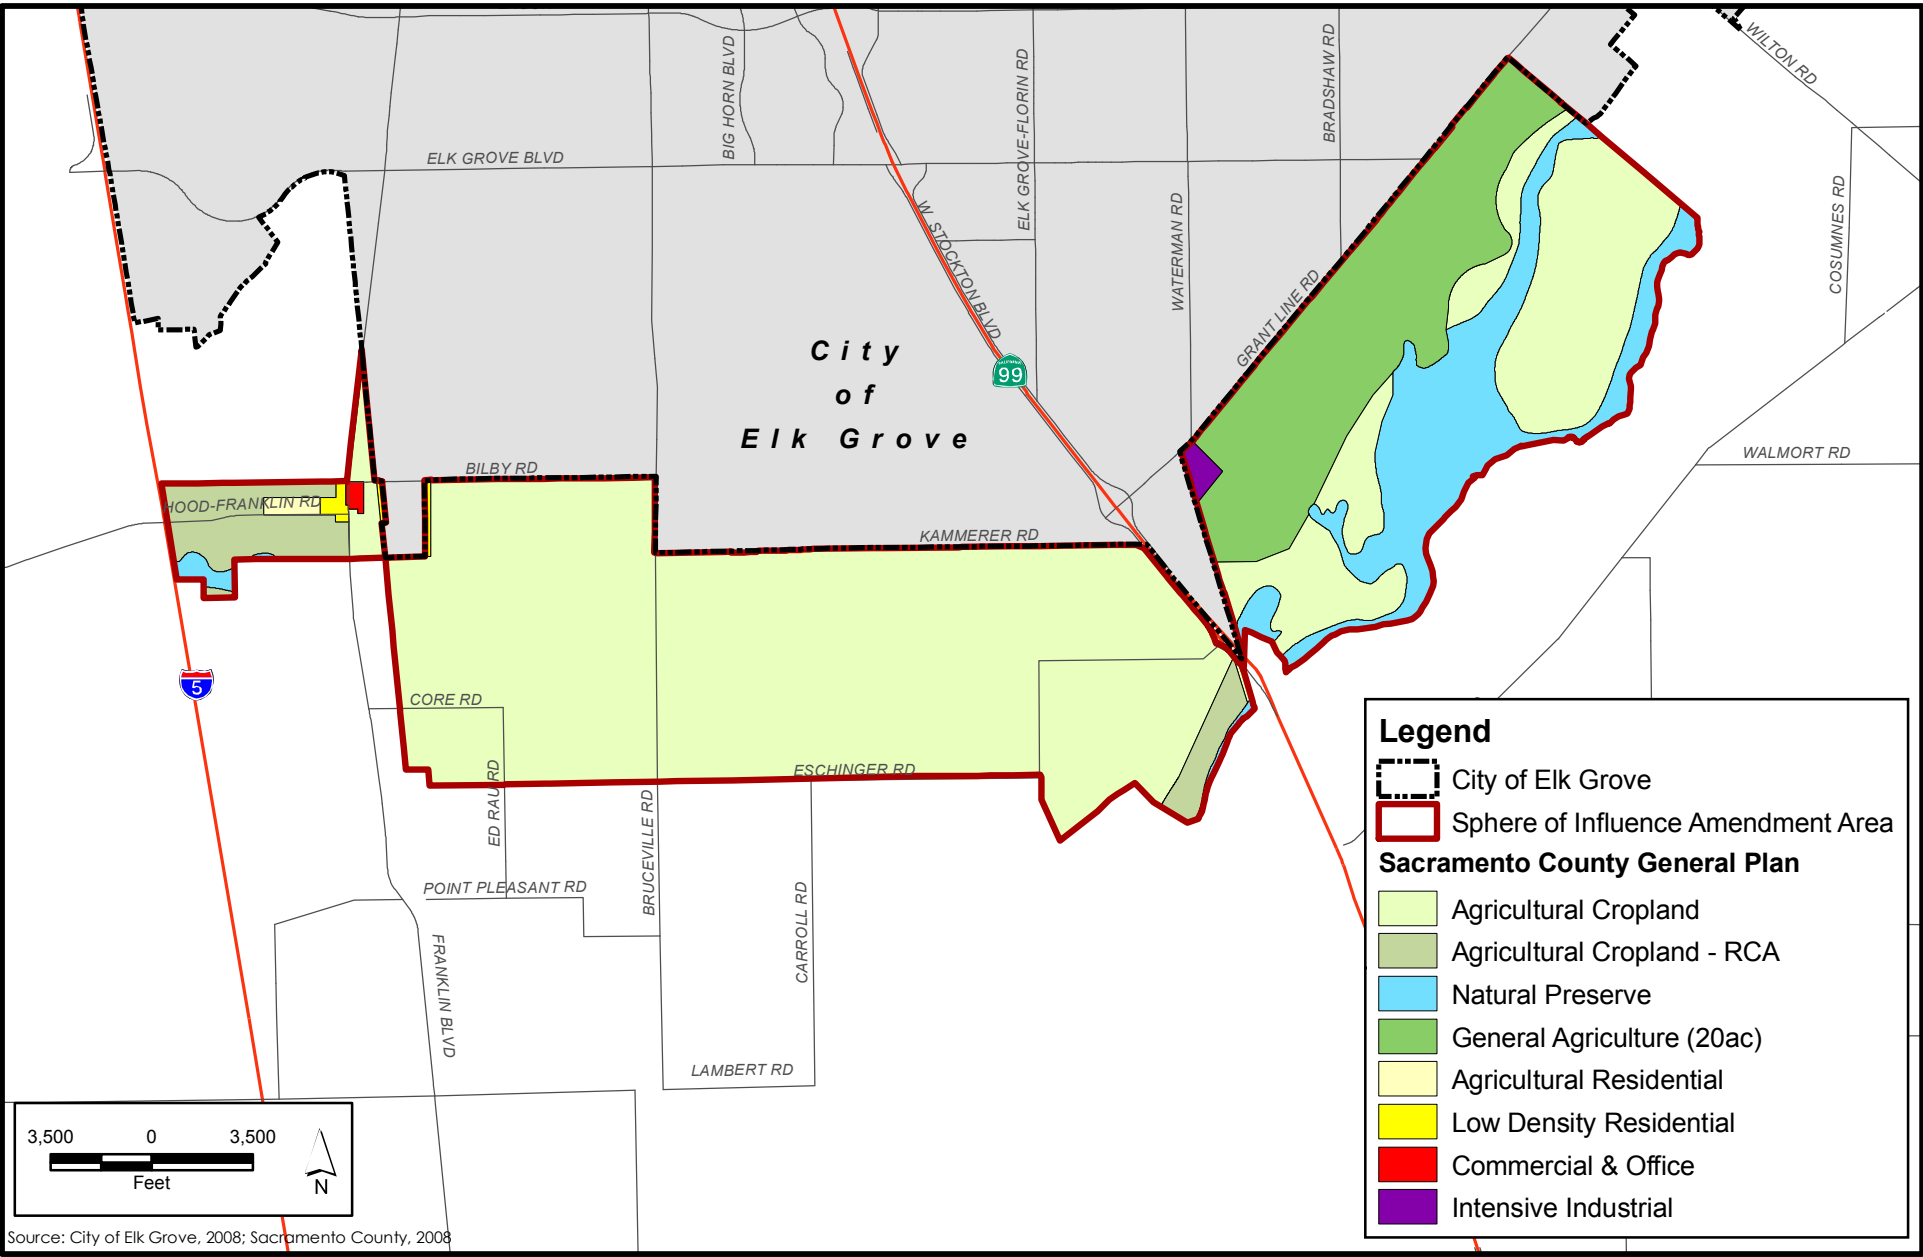 WILTON RD
BIG HORN BLVD
ELK GROVE-FLORIN RD
BRADSHAW RD
ELK GROVE BLVD
COSUMNES RD
WATERMAN RD
W. STOCKTON BLVD
GRANT LINE RD
City
of
Elk Grove
CALIFORNIA
99
WALMORT RD
BILBY RD
HOOD-FRANKLIN RD
KAMMERER RD
5
CORE RD
ESCHINGER RD
ED RAU RD
BRUCEVILLE RD
POINT PLEASANT RD
CARROLL RD
FRANKLIN BLVD
LAMBERT RD
Legend
City of Elk Grove
Sphere of Influence Amendment Area
Sacramento County General Plan
Agricultural Cropland
Agricultural Cropland - RCA
Natural Preserve
General Agriculture (20ac)
Agricultural Residential
Low Density Residential
Commercial & Office
Intensive Industrial
3,500 0 3,500
Feet
N
Source: City of Elk Grove, 2008; Sacramento County, 2008